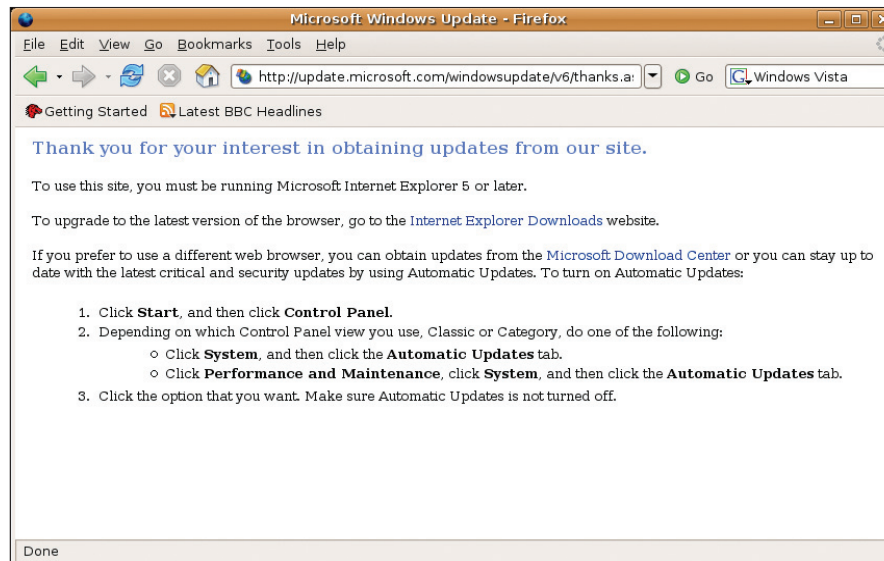 Microsoft Windows Update - Firefox
File Edit View Go Bookmarks Tools Help
http://update.microsoft.com/windowsupdate/v6/thanks.a Go G Windows Vista
Getting Started Latest BBC Headlines
Thank you for your interest in obtaining updates from our site.
To use this site, you must be running Microsoft Internet Explorer 5 or later.
To upgrade to the latest version of the browser, go to the Internet Explorer Downloads website.
If you prefer to use a different web browser, you can obtain updates from the Microsoft Download Center or you can stay up to
date with the latest critical and security updates by using Automatic Updates. To turn on Automatic Updates:
1. Click Start, and then click Control Panel.
2. Depending on which Control Panel view you use, Classic or Category, do one of the following:
Click System, and then click the Automatic Updates tab.
Click Performance and Maintenance, click System, and then click the Automatic Updates tab.
3. Click the option that you want. Make sure Automatic Updates is not turned off.
Done